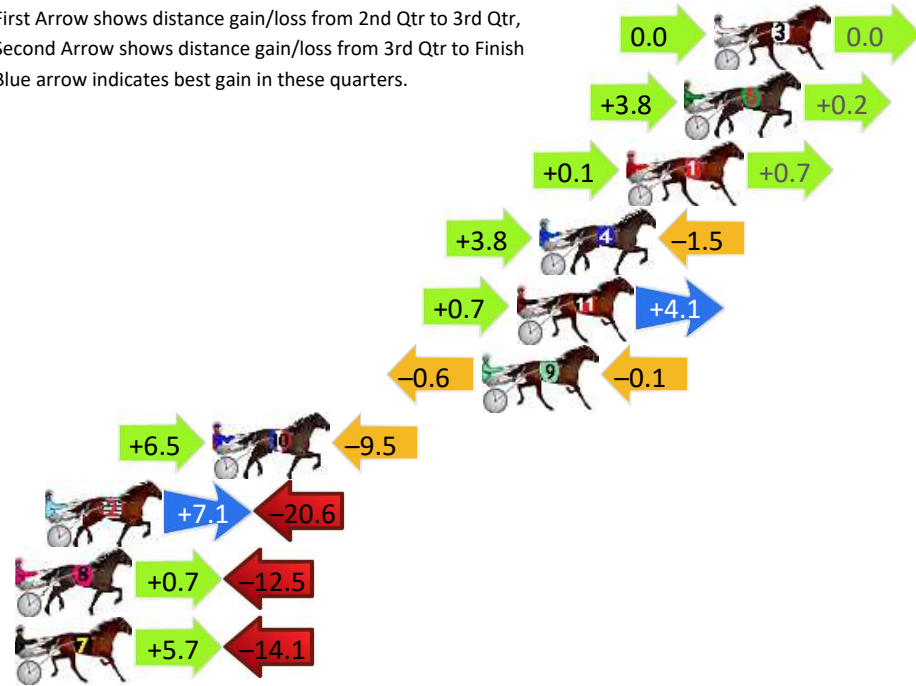 First Arrow shows distance gain/loss from 2nd Qtr to 3rd Qtr,
Second Arrow shows distance gain/loss from 3rd Qtr to Finish
Blue arrow indicates best gain in these quarters.
0.0 3 0.0
+3.8 +0.2
+0.1 1 +0.7
+3.8 4 –1.5
+0.7 11 +4.1
–0.6 9 –0.1
+6.5 10 –9.5
2 +7.1 –20.6
8 +0.7 –12.5
7 +5.7 –14.1